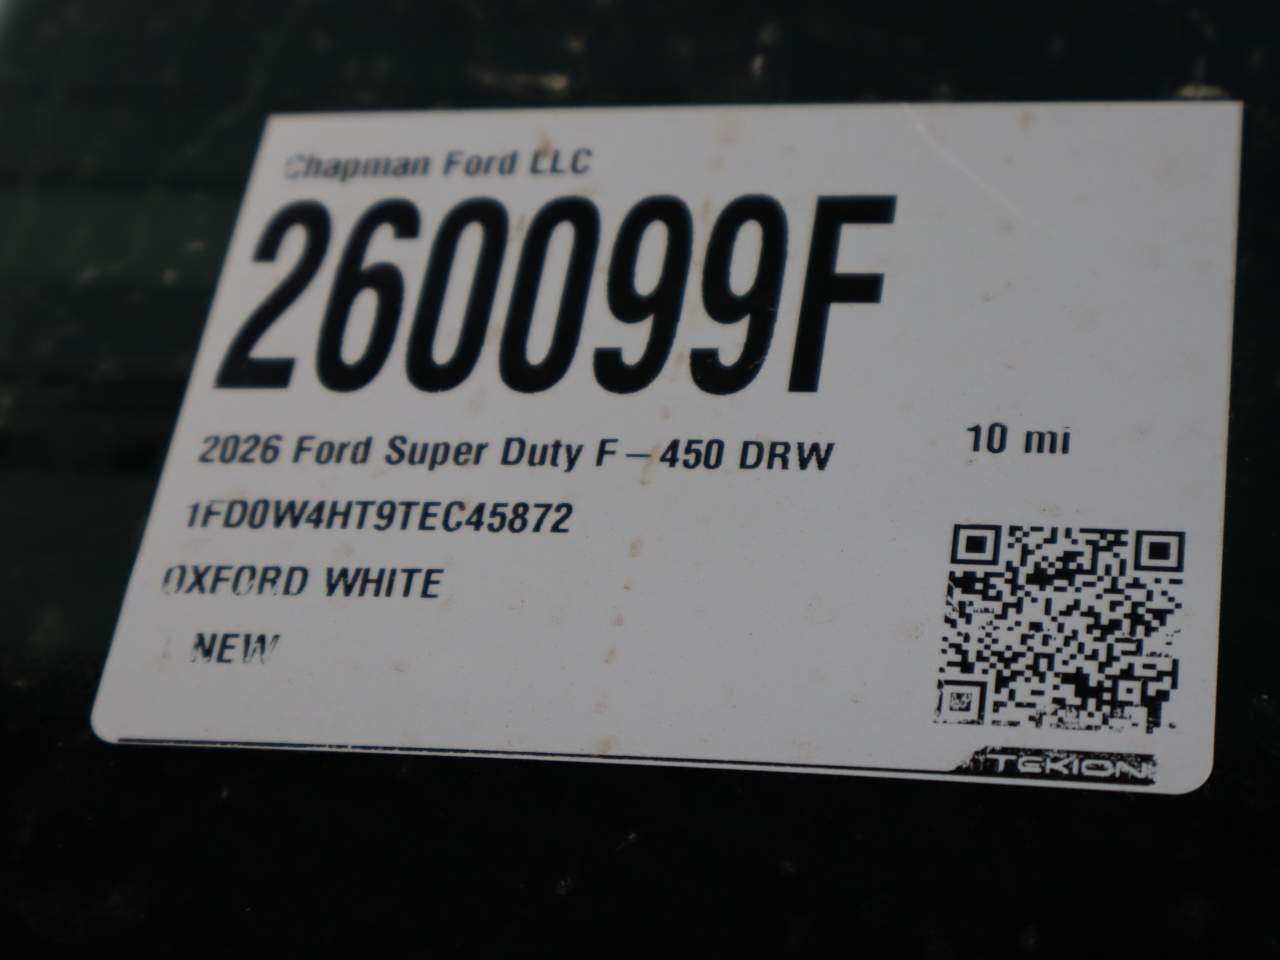 Chapman Ford LLC
260099F
2026 Ford Super Duty F-450 DRW
10 mi
1FD0W4HT9TEC45872
OXFORD WHITE
NEW
TEKION